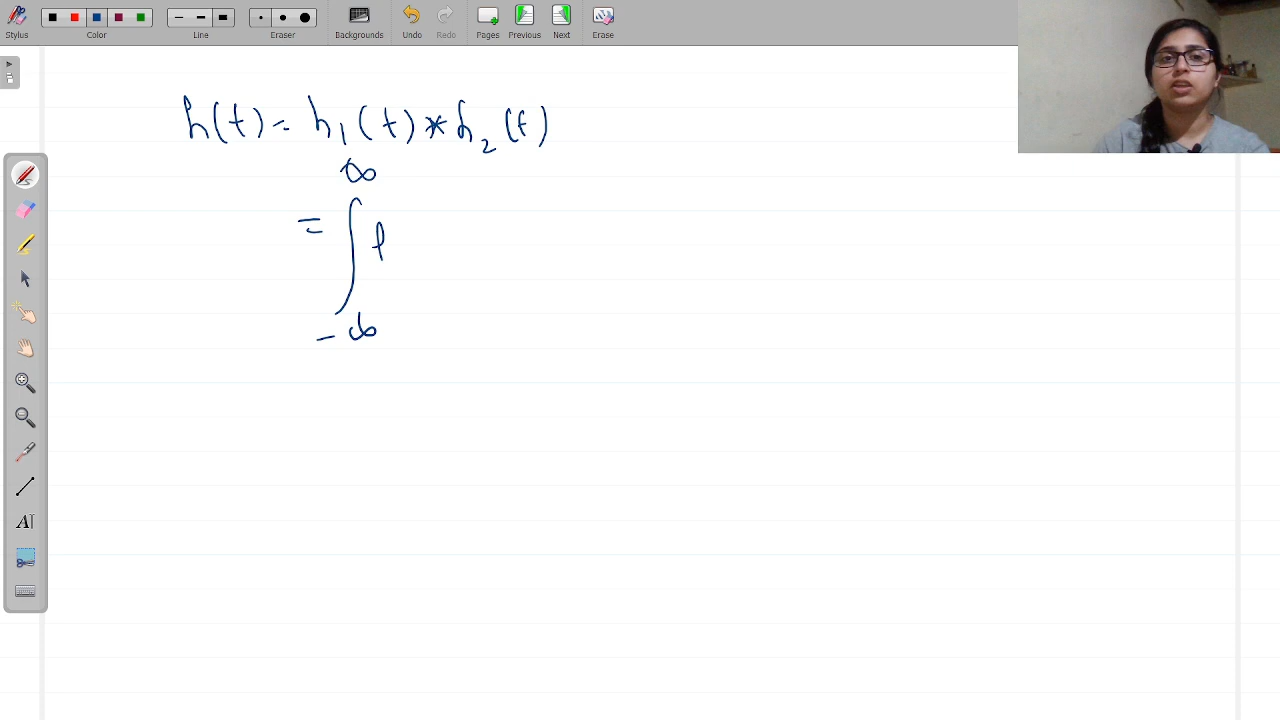 Stylus Color Line Eraser Backgrounds Undo Redo Pages Previous Next Erase
h(t) = h₁(t) * h₂(t)
∞
= ∫
-∞
A